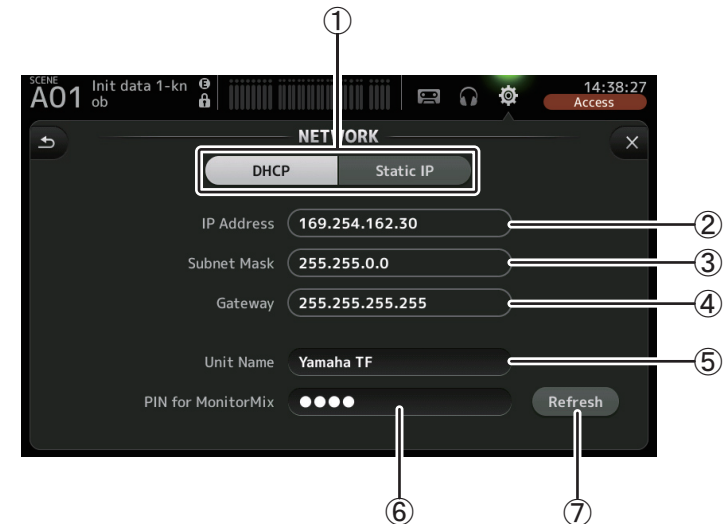 ①
SCENE
A01
Init data 1-kn
ob
E
14:38:27
Access
NETWORK
DHCP
Static IP
IP Address
169.254.162.30
②
Subnet Mask
255.255.0.0
③
Gateway
255.255.255.255
④
Unit Name
Yamaha TF
⑤
PIN for MonitorMix
●●●●
Refresh
⑥
⑦